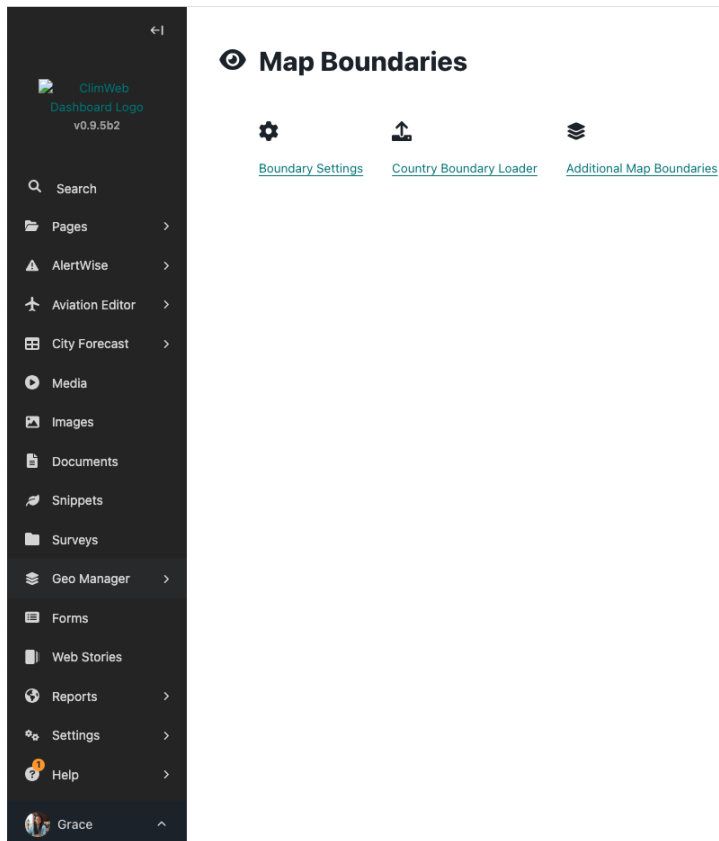 ClimWeb
Dashboard Logo
v0.9.5b2
Search
Pages
AlertWise
Aviation Editor
City Forecast
Media
Images
Documents
Snippets
Surveys
Geo Manager
Forms
Web Stories
Reports
Settings
1
Help
Grace
Map Boundaries
Boundary Settings
Country Boundary Loader
Additional Map Boundaries